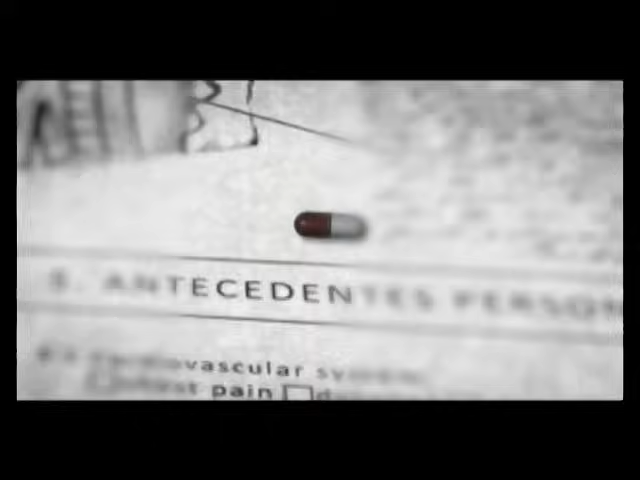 5. ANTECEDENTES PERSON
cardiovascular system
chest pain